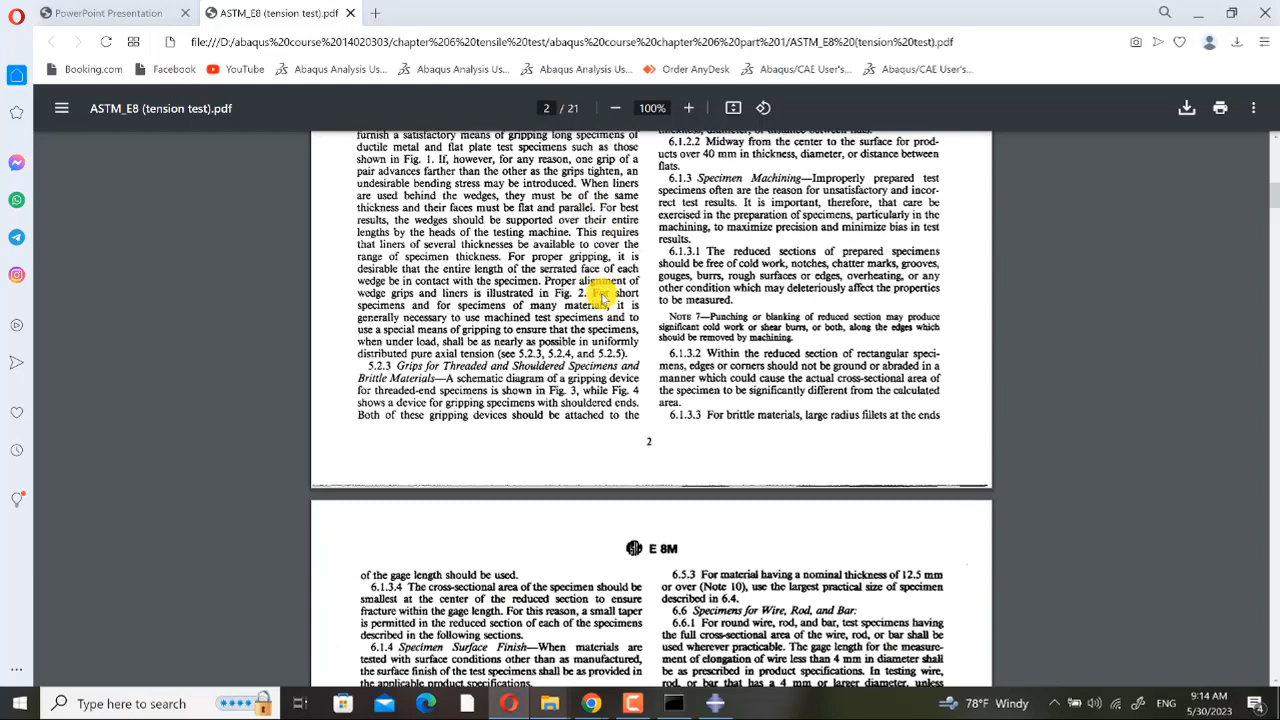 PowerPoint Presentation
ASTM_E8 (tension test).pdf
file:///D:/abaqus%20course%2014020303/chapter%206%20tensile%20test/abaqus%20course%20chapter%206%20part%201/ASTM_E8%20(tension%20test).pdf
Booking.com
Facebook
YouTube
Abaqus Analysis Us...
Abaqus Analysis Us...
Abaqus Analysis Us...
Order AnyDesk
Abaqus/CAE User's...
Abaqus/CAE User's...
ASTM_E8 (tension test).pdf
2 / 21
100%
furnish a satisfactory means of gripping long specimens of
ductile metal and flat plate test specimens such as those
shown in Fig. 1. If, however, for any reason, one grip of a
pair advances farther than the other as the grips tighten, an
undesirable bending stress may be introduced. When liners
are used behind the wedges, they must be of the same
thickness and their faces must be flat and parallel. For best
results, the wedges should be supported over their entire
lengths by the heads of the testing machine. This requires
that liners of several thicknesses be available to cover the
range of specimen thickness. For proper gripping, it is
desirable that the entire length of the serrated face of each
wedge be in contact with the specimen. Proper alignment of
wedge grips and liners is illustrated in Fig. 2. For short
specimens and for specimens of many materials, it is
generally necessary to use machined test specimens and to
use a special means of gripping to ensure that the specimens,
when under load, shall be as nearly as possible in uniformly
distributed pure axial tension (see 5.2.3, 5.2.4, and 5.2.5).
5.2.3 Grips for Threaded and Shouldered Specimens and
Brittle Materials—A schematic diagram of a gripping device
for threaded-end specimens is shown in Fig. 3, while Fig. 4
shows a device for gripping specimens with shouldered ends.
Both of these gripping devices should be attached to the
thickness, diameter, or distance between flats.
6.1.2.2 Midway from the center to the surface for prod-
ucts over 40 mm in thickness, diameter, or distance between
flats.
6.1.3 Specimen Machining—Improperly prepared test
specimens often are the reason for unsatisfactory and incor-
rect test results. It is important, therefore, that care be
exercised in the preparation of specimens, particularly in the
machining, to maximize precision and minimize bias in test
results.
6.1.3.1 The reduced sections of prepared specimens
should be free of cold work, notches, chatter marks, grooves,
gouges, burrs, rough surfaces or edges, overheating, or any
other condition which may deleteriously affect the properties
to be measured.
NOTE 7—Punching or blanking of reduced section may produce
significant cold work or shear burrs, or both, along the edges which
should be removed by machining.
6.1.3.2 Within the reduced section of rectangular speci-
mens, edges or corners should not be ground or abraded in a
manner which could cause the actual cross-sectional area of
the specimen to be significantly different from the calculated
area.
6.1.3.3 For brittle materials, large radius fillets at the ends
2
E 8M
of the gage length should be used.
6.1.3.4 The cross-sectional area of the specimen should be
smallest at the center of the reduced section to ensure
fracture within the gage length. For this reason, a small taper
is permitted in the reduced section of each of the specimens
described in the following sections.
6.1.4 Specimen Surface Finish—When materials are
tested with surface conditions other than as manufactured,
the surface finish of the test specimens shall be as provided in
the applicable product specifications.
6.5.3 For material having a nominal thickness of 12.5 mm
or over (Note 10), use the largest practical size of specimen
described in 6.4.
6.6 Specimens for Wire, Rod, and Bar:
6.6.1 For round wire, rod, and bar, test specimens having
the full cross-sectional area of the wire, rod, or bar shall be
used wherever practicable. The gage length for the measure-
ment of elongation of wire less than 4 mm in diameter shall
be as prescribed in product specifications. In testing wire,
rod, or bar that has a 4 mm or larger diameter, unless
Type here to search
78°F Windy
9:14 AM
5/30/2023
4